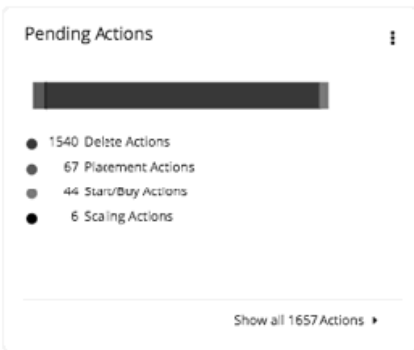 Pending Actions
1540 Delete Actions
67 Placement Actions
44 Start/Buy Actions
6 Scaling Actions
Show all 1657 Actions